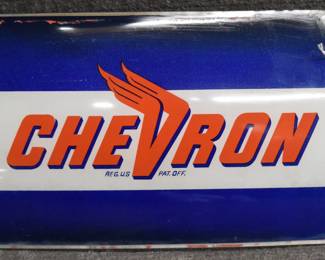 CHEVRON
REG. U.S. PAT. OFF.